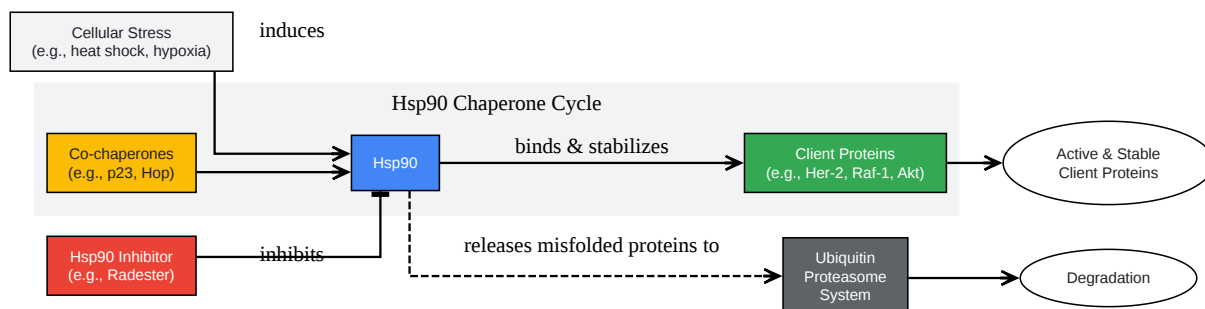 Cellular Stress
(e.g., heat shock, hypoxia)
induces
Hsp90 Chaperone Cycle
Co-chaperones
(e.g., p23, Hop)
Hsp90
binds & stabilizes
Client Proteins
(e.g., Her-2, Raf-1, Akt)
Active & Stable
Client Proteins
Hsp90 Inhibitor
(e.g., Radester)
inhibits
releases misfolded proteins to
Ubiquitin
Proteasome
System
Degradation